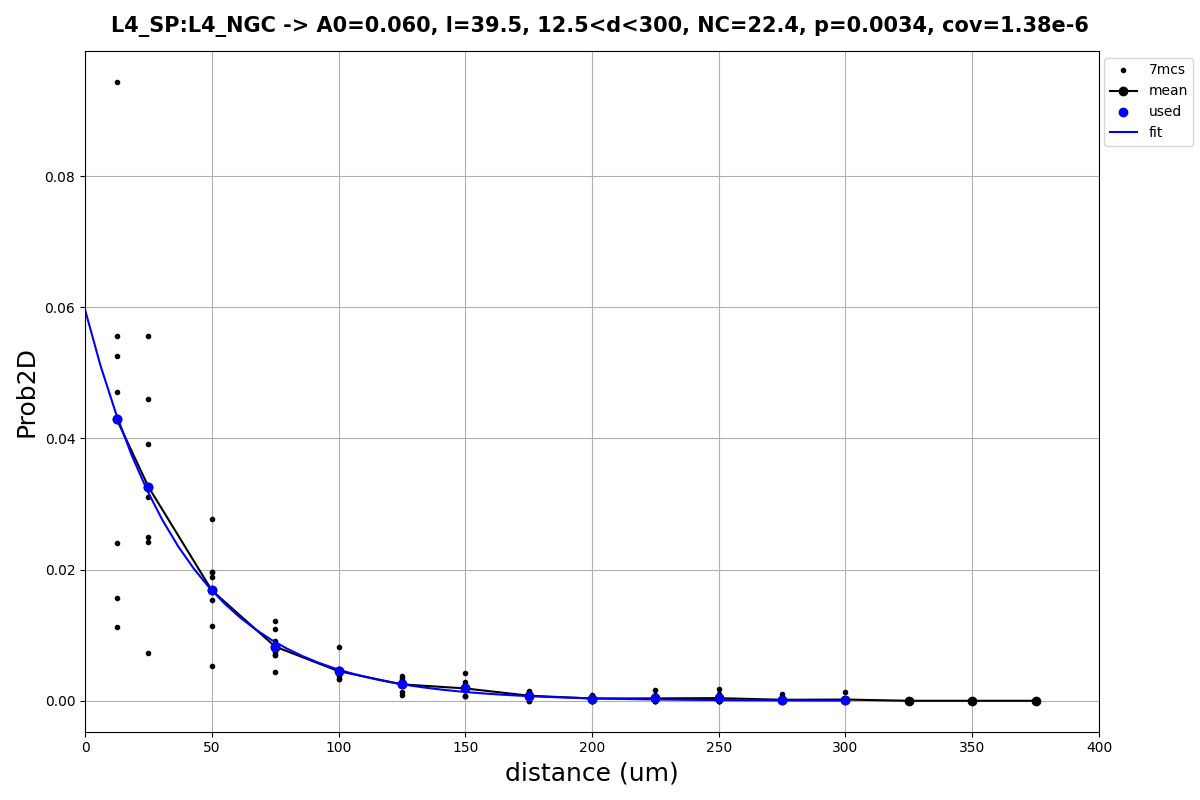 L4_SP:L4_NGC -> A0=0.060, l=39.5, 12.5<d<300, NC=22.4, p=0.0034, cov=1.38e-6
7mcs
mean
used
fit
Prob2D
0.08
0.06
0.04
0.02
0.00
0 50 100 150 200 250 300 350 400
distance (um)